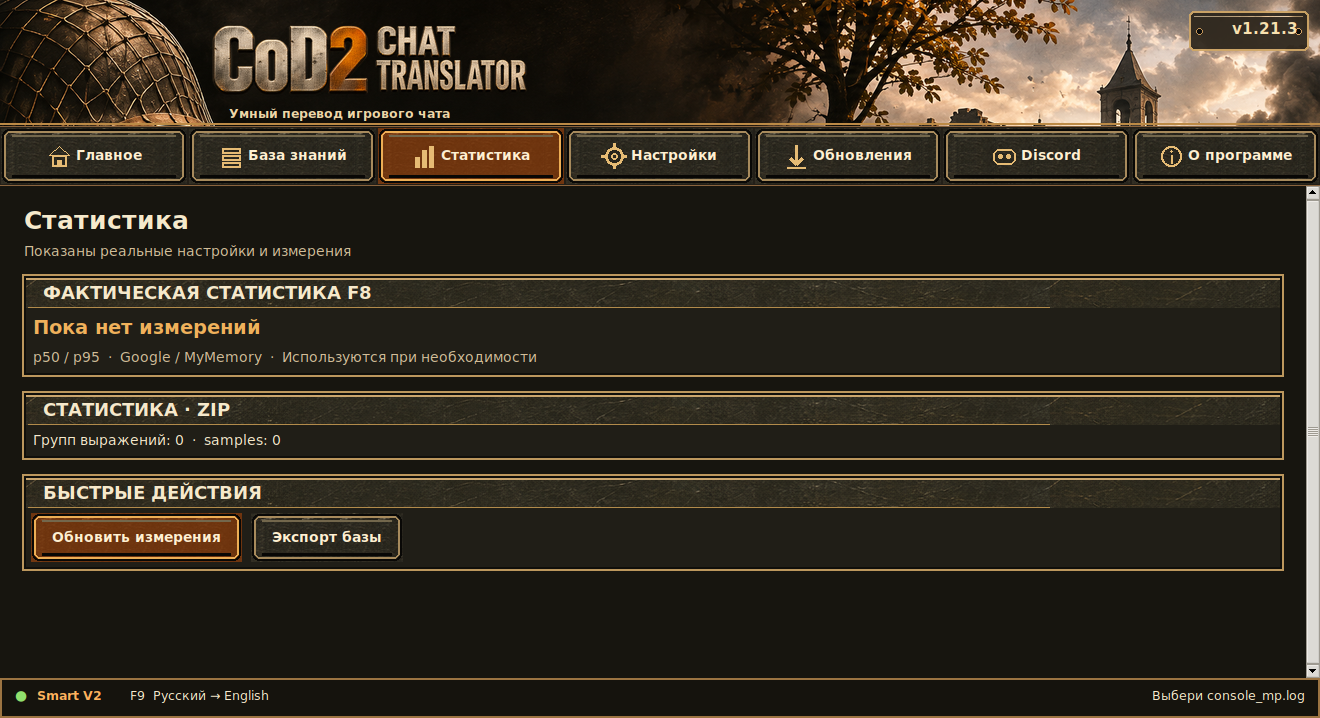 CoD2 CHAT TRANSLATOR
v1.21.3
Умный перевод игрового чата
Главное
База знаний
Статистика
Настройки
Обновления
Discord
О программе
Статистика
Показаны реальные настройки и измерения
ФАКТИЧЕСКАЯ СТАТИСТИКА F8
Пока нет измерений
p50 / p95 · Google / MyMemory · Используются при необходимости
СТАТИСТИКА · ZIP
Групп выражений: 0 · samples: 0
БЫСТРЫЕ ДЕЙСТВИЯ
Обновить измерения
Экспорт базы
Smart V2
F9 Русский → English
Выбери console_mp.log